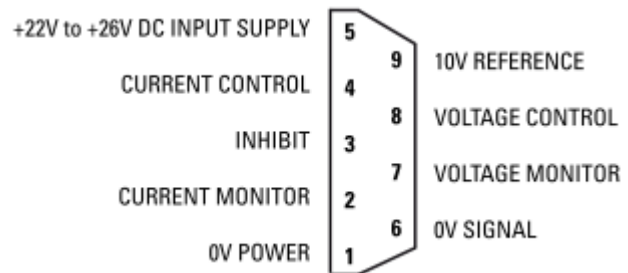 +22V to +26V DC INPUT SUPPLY 5
9 10V REFERENCE
CURRENT CONTROL 4
8 VOLTAGE CONTROL
INHIBIT 3
7 VOLTAGE MONITOR
CURRENT MONITOR 2
6 0V SIGNAL
0V POWER 1